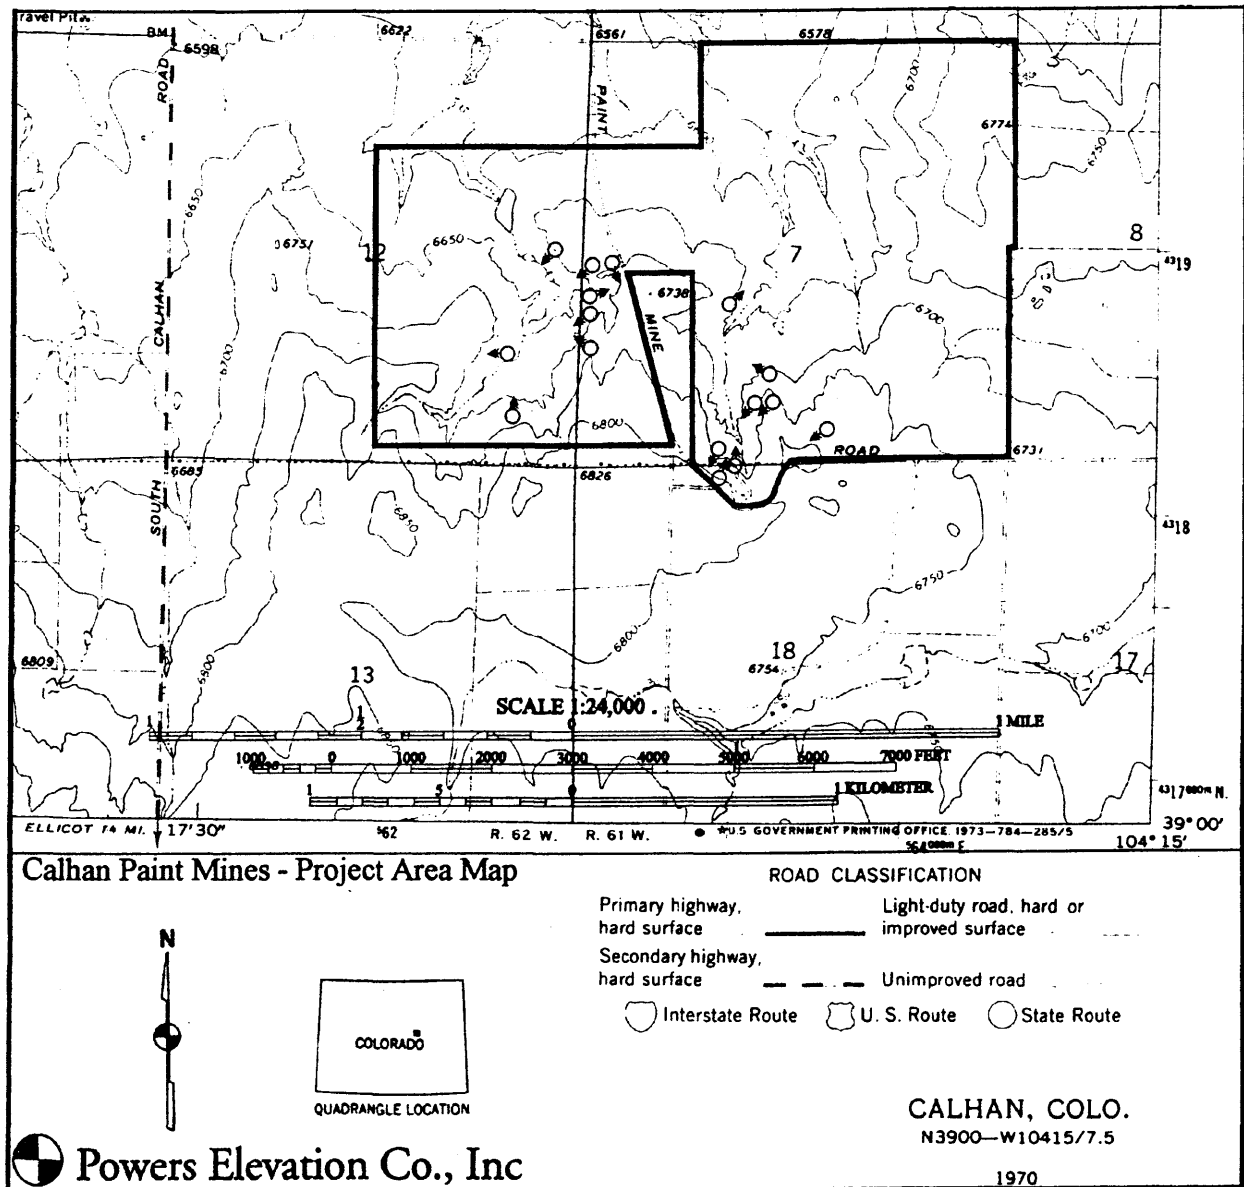 ravel Pit
BM
6598
6622
6561
6578
ROAD
PAINT
6700
6774
6750
6650
12
6751
6650
7
8
4319
CALHAN
6738
MINE
6700
6700
6800
ROAD
6731
6685
6826
SOUTH
6850
4318
6750
6800
6700
6809
6800
18
6754
17
13
SCALE 1:24,000
1 1/2 0 1 MILE
1000 0 1000 2000 3000 4000 5000 6000 7000 FEET
1 5 0 1 KILOMETER
4317000m N.
ELLICOT 14 MI. 17'30" 562 R. 62 W. R. 61 W. U.S GOVERNMENT PRINTING OFFICE. 1973—784—285/5 39° 00'
564000m E 104° 15'
Calhan Paint Mines - Project Area Map
ROAD CLASSIFICATION
Primary highway, Light-duty road, hard or
hard surface improved surface
Secondary highway,
hard surface Unimproved road
Interstate Route U. S. Route State Route
N
COLORADO
QUADRANGLE LOCATION
CALHAN, COLO.
N3900—W10415/7.5
1970
Powers Elevation Co., Inc